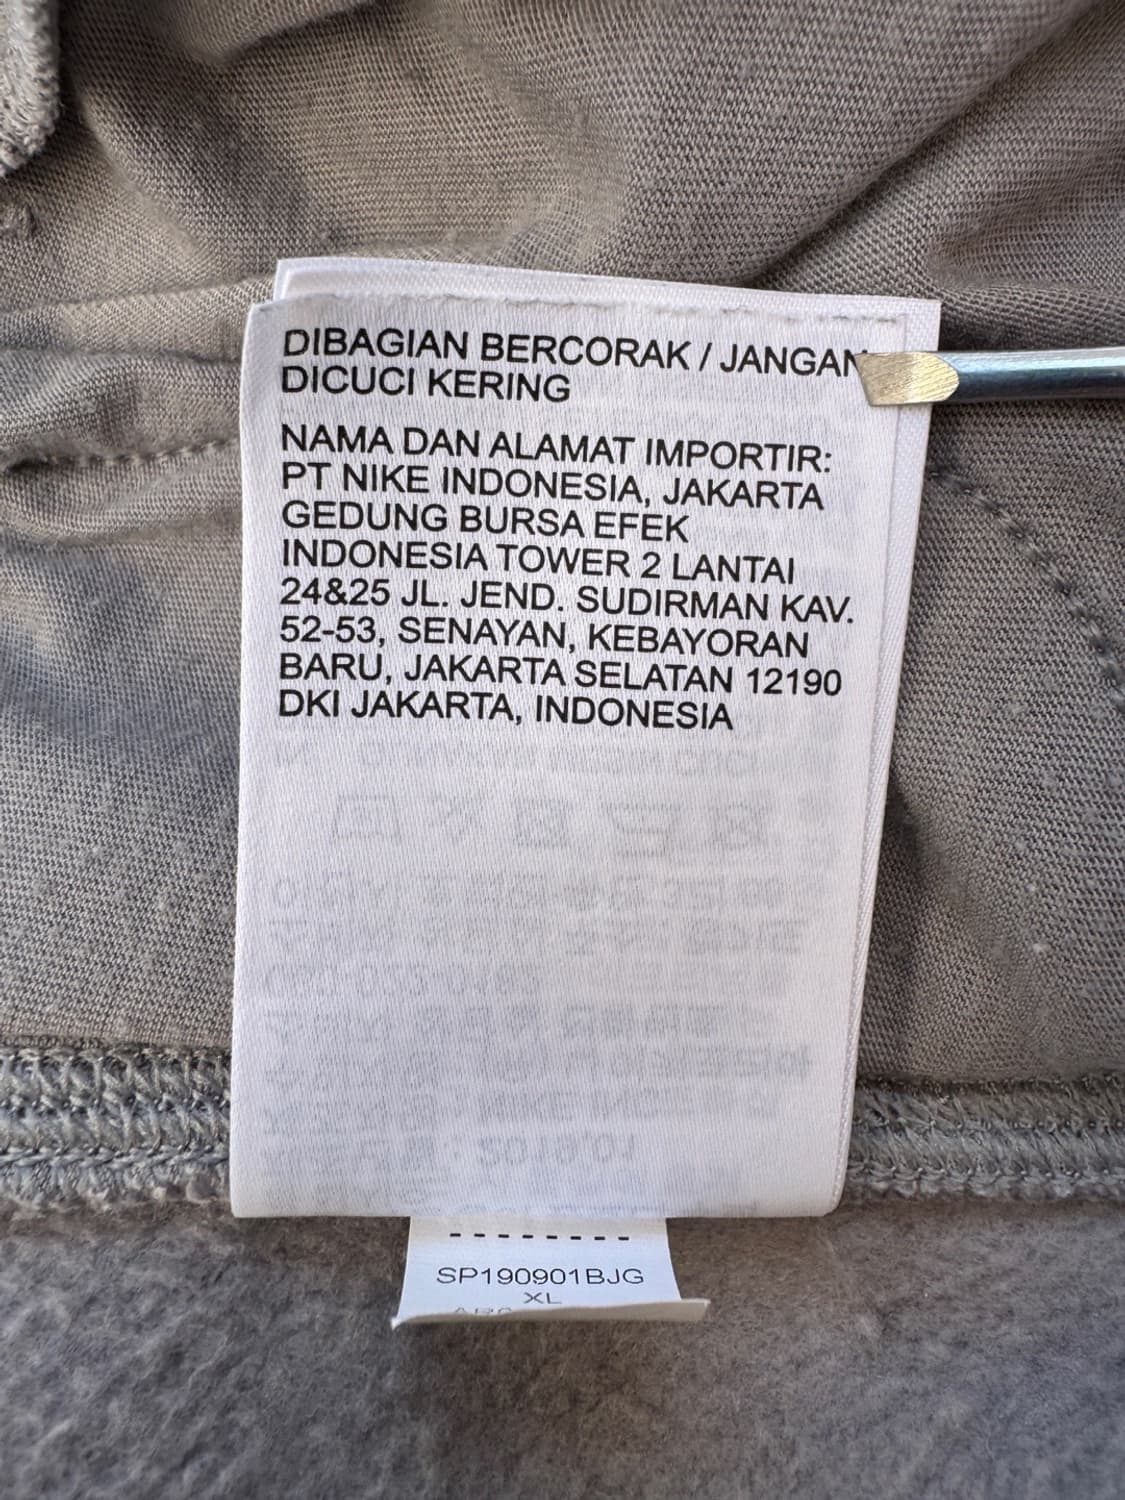 DIBAGIAN BERCORAK / JANGAN
DICUCI KERING
NAMA DAN ALAMAT IMPORTIR:
PT NIKE INDONESIA, JAKARTA
GEDUNG BURSA EFEK
INDONESIA TOWER 2 LANTAI
24&25 JL. JEND. SUDIRMAN KAV.
52-53, SENAYAN, KEBAYORAN
BARU, JAKARTA SELATAN 12190
DKI JAKARTA, INDONESIA
SP190901BJG
XL